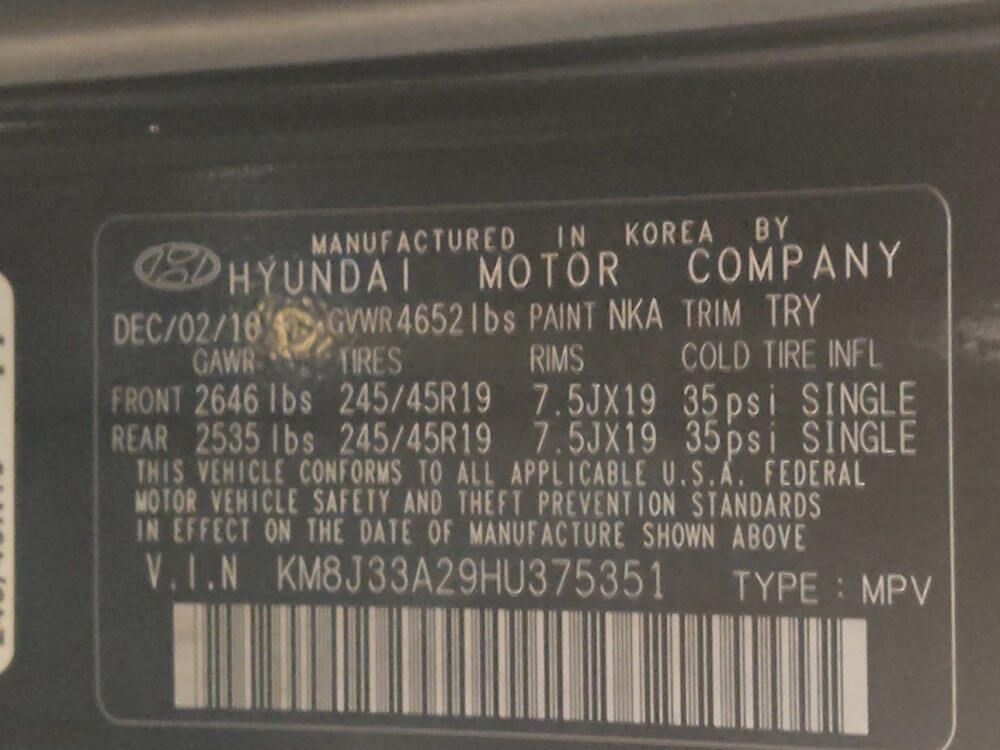 MANUFACTURED IN KOREA BY
HYUNDAI MOTOR COMPANY
DEC/02/16 GVWR 4652 lbs PAINT NKA TRIM TRY
GAWR TIRES RIMS COLD TIRE INFL
FRONT 2646 lbs 245/45R19 7.5JX19 35psi SINGLE
REAR 2535 lbs 245/45R19 7.5JX19 35psi SINGLE
THIS VEHICLE CONFORMS TO ALL APPLICABLE U.S.A. FEDERAL
MOTOR VEHICLE SAFETY AND THEFT PREVENTION STANDARDS
IN EFFECT ON THE DATE OF MANUFACTURE SHOWN ABOVE
V.I.N KM8J33A29HU375351 TYPE : MPV